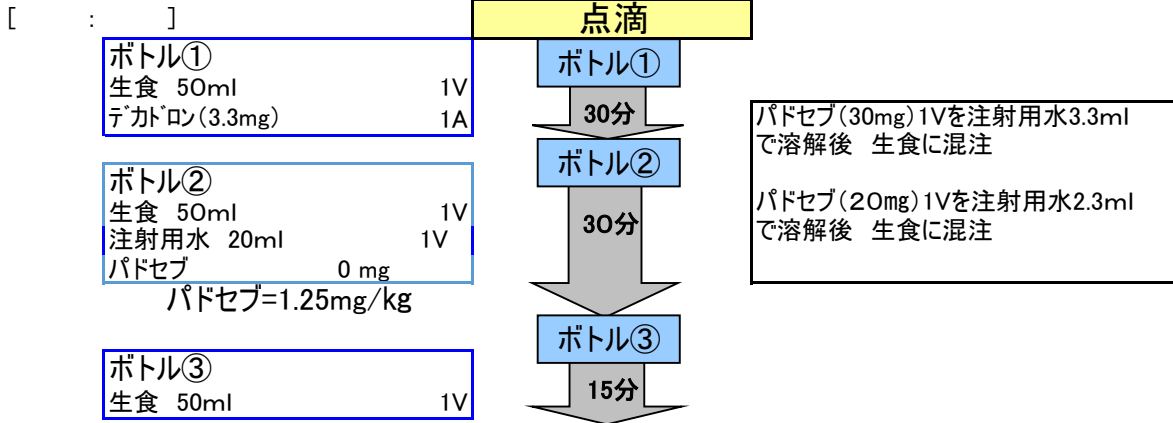 [　　：　　]
点滴
ボトル①
生食　50ml　1V
ﾃﾞｶﾄﾞﾛﾝ(3.3mg)　1A
ボトル①
30分
ボトル②
生食　50ml　1V
注射用水　20ml　1V
パドセブ　0 mg
パドセブ=1.25mg/kg
ボトル②
30分
パドセブ(30mg)1Vを注射用水3.3ml
で溶解後　生食に混注
パドセブ(20mg)1Vを注射用水2.3ml
で溶解後　生食に混注
ボトル③
生食　50ml　1V
ボトル③
15分